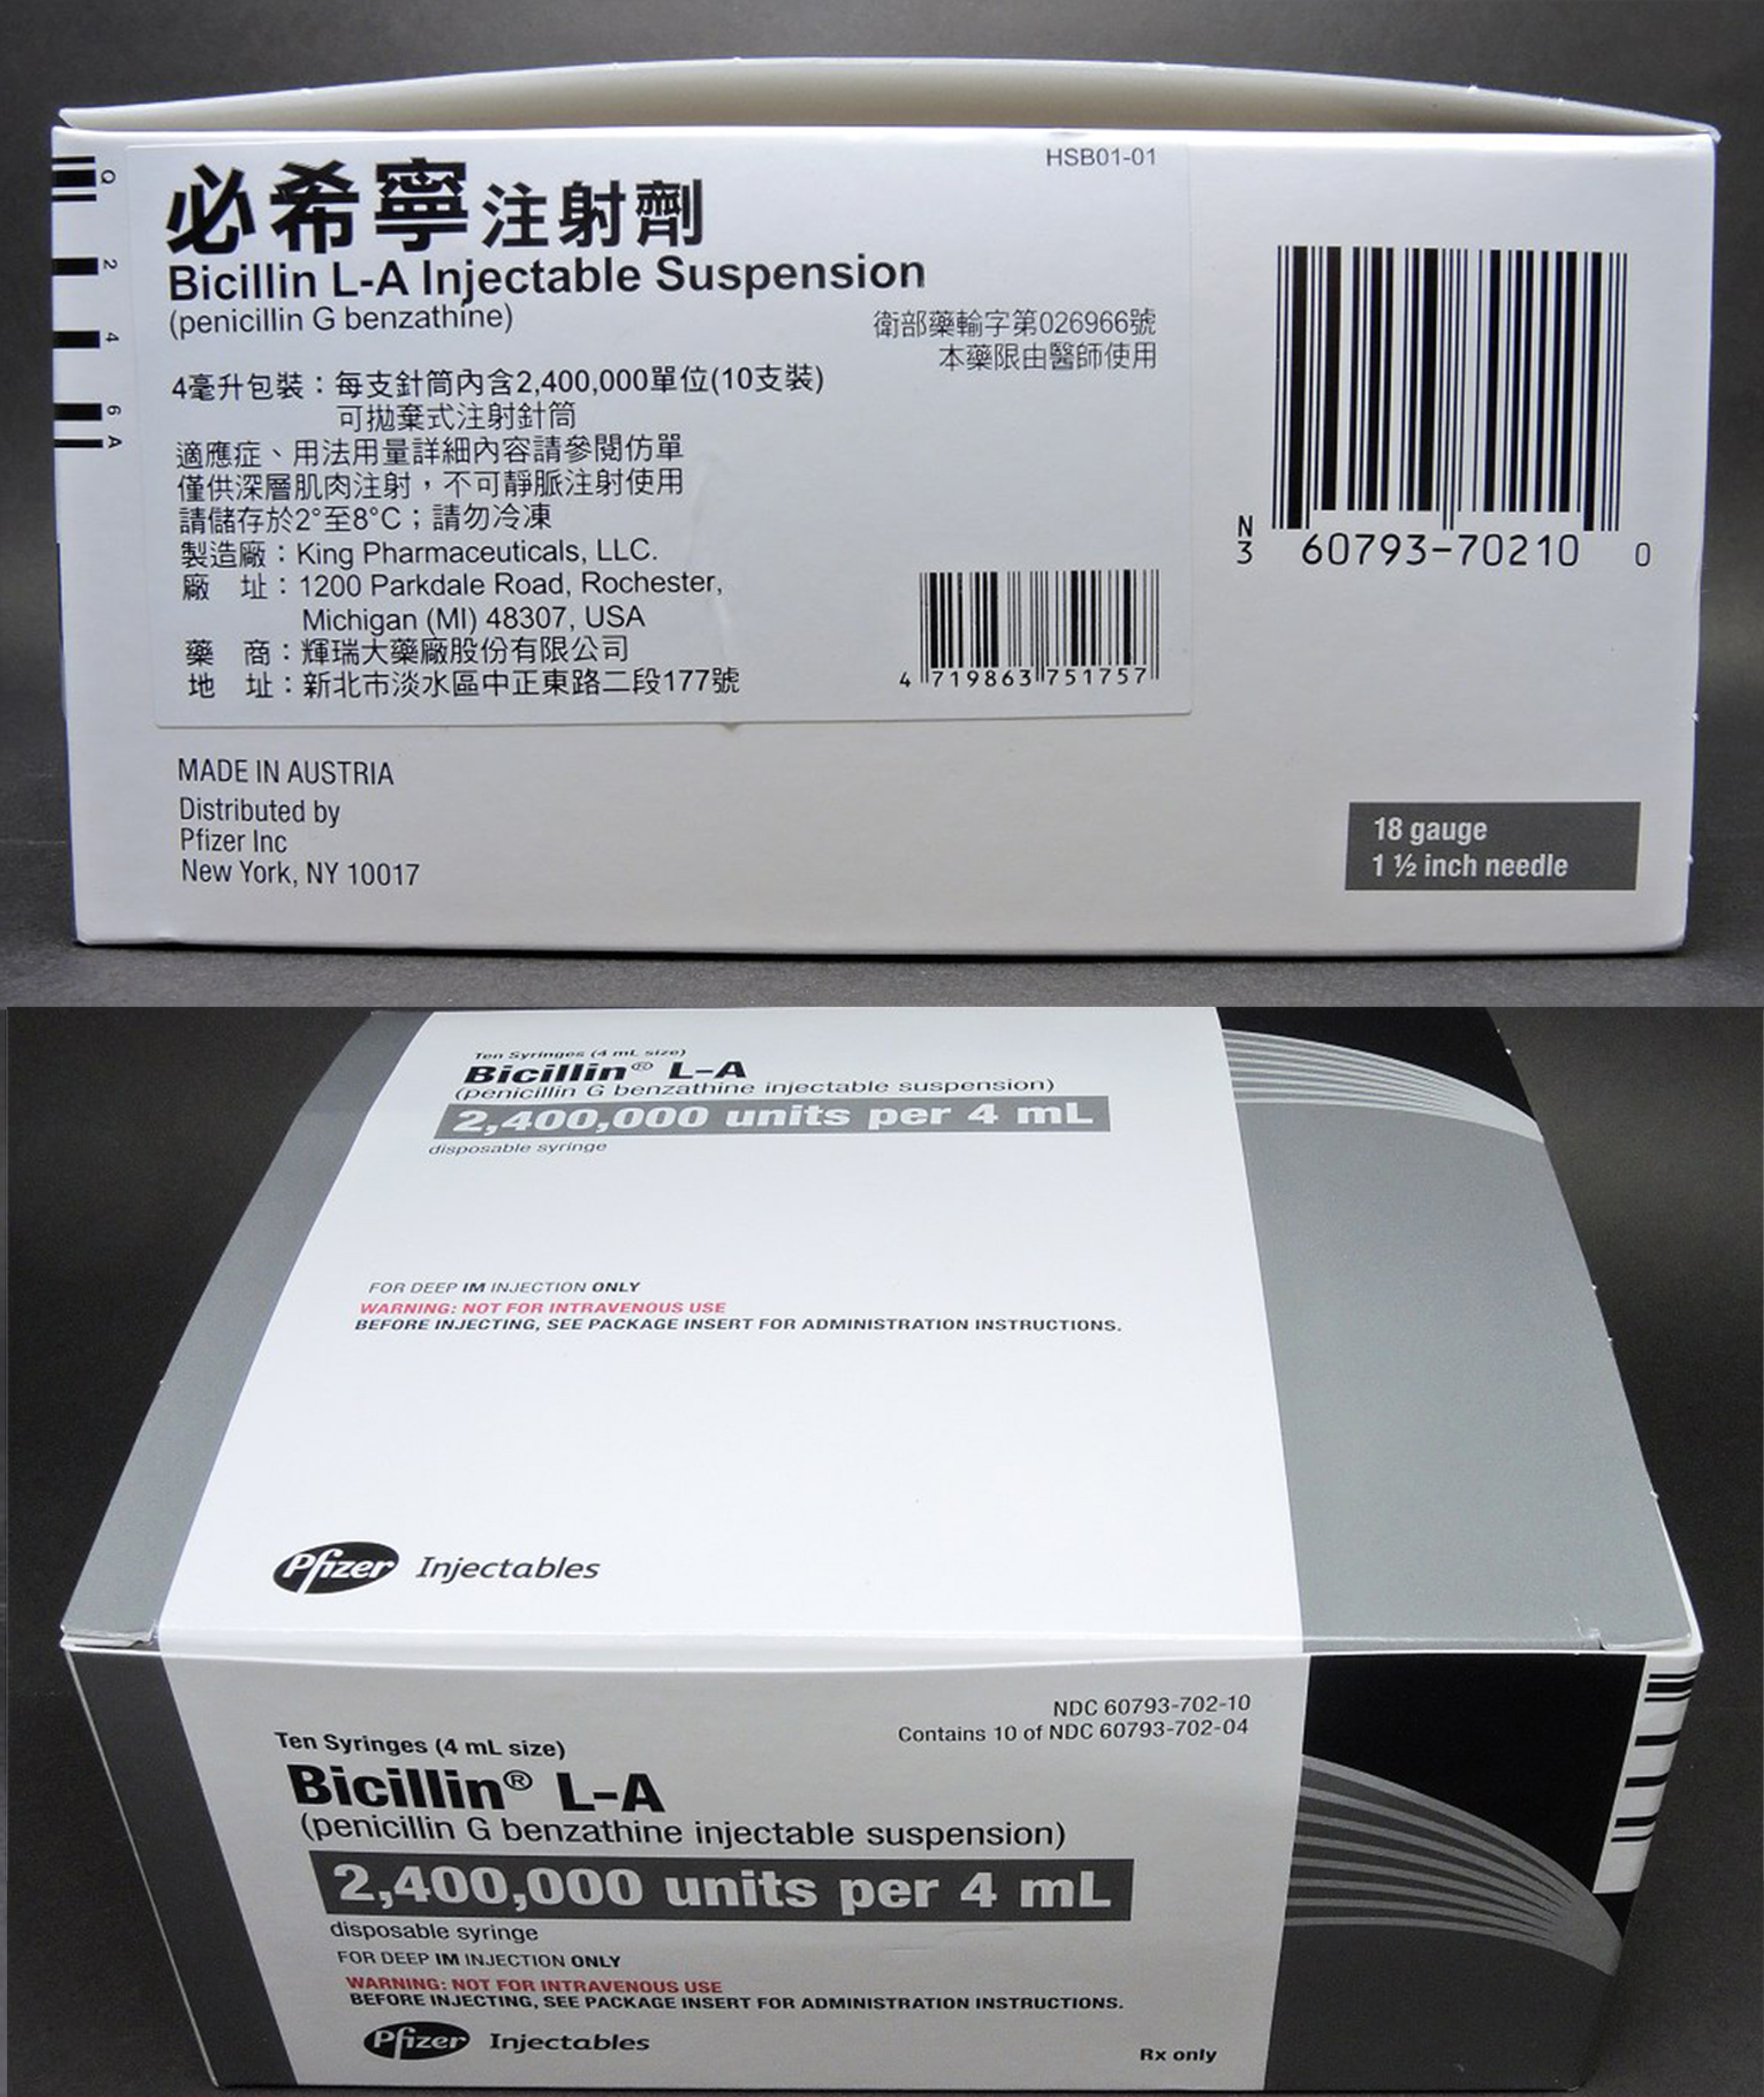 HSB01-01
必希寧注射劑
Bicillin L-A Injectable Suspension
(penicillin G benzathine)
衛部藥輸字第026966號
本藥限由醫師使用
4毫升包裝：每支針筒內含2,400,000單位(10支裝)
可拋棄式注射針筒
適應症、用法用量詳細內容請參閱仿單
僅供深層肌肉注射，不可靜脈注射使用
請儲存於2°至8°C；請勿冷凍
製造廠：King Pharmaceuticals, LLC.
廠　址：1200 Parkdale Road, Rochester,
Michigan (MI) 48307, USA
藥　商：輝瑞大藥廠股份有限公司
地　址：新北市淡水區中正東路二段177號
4 719863 751757
Q
2
4
6
A
N
3 60793-70210 0
MADE IN AUSTRIA
Distributed by
Pfizer Inc
New York, NY 10017
18 gauge
1 ½ inch needle
Ten Syringes (4 mL size)
Bicillin® L-A
(penicillin G benzathine injectable suspension)
2,400,000 units per 4 mL
disposable syringe
FOR DEEP IM INJECTION ONLY
WARNING: NOT FOR INTRAVENOUS USE
BEFORE INJECTING, SEE PACKAGE INSERT FOR ADMINISTRATION INSTRUCTIONS.
Pfizer Injectables
NDC 60793-702-10
Contains 10 of NDC 60793-702-04
Ten Syringes (4 mL size)
Bicillin® L-A
(penicillin G benzathine injectable suspension)
2,400,000 units per 4 mL
disposable syringe
FOR DEEP IM INJECTION ONLY
WARNING: NOT FOR INTRAVENOUS USE
BEFORE INJECTING, SEE PACKAGE INSERT FOR ADMINISTRATION INSTRUCTIONS.
Pfizer Injectables
Rx only